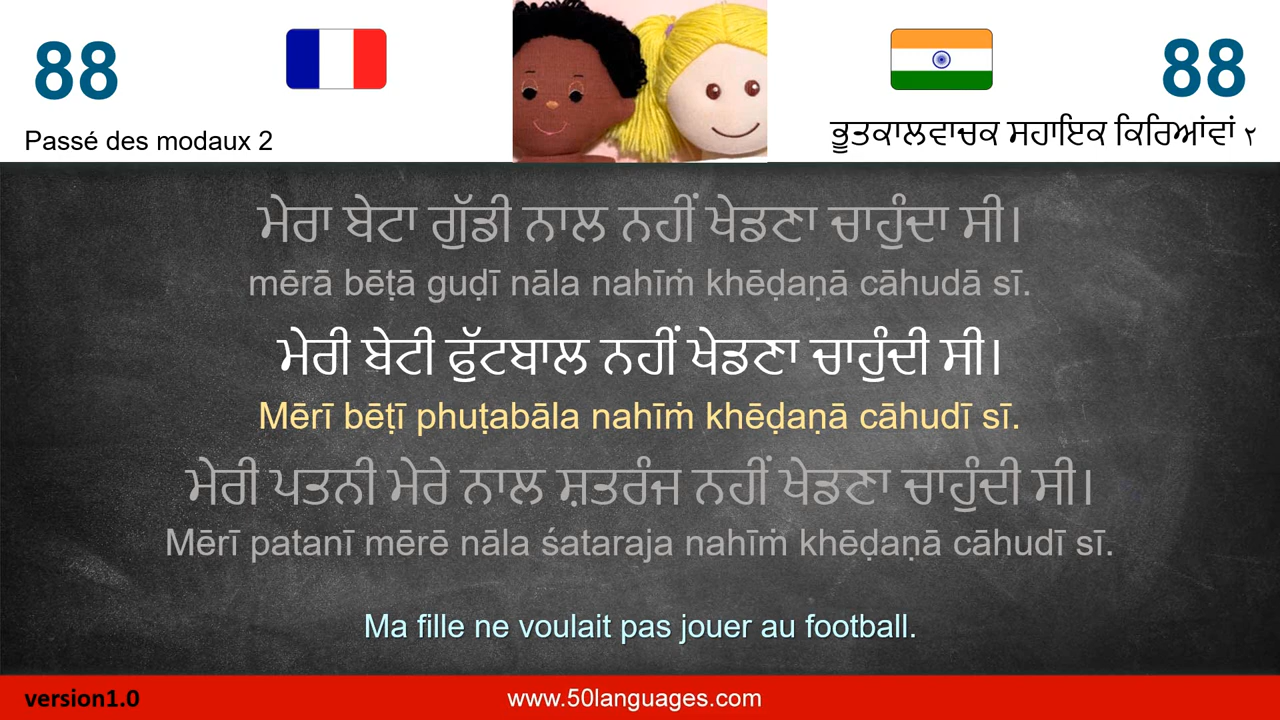 88
88
Passé des modaux 2
ਭੂਤਕਾਲਵਾਚਕ ਸਹਾਇਕ ਕਿਰਿਆਂਵਾਂ ੨
ਮੇਰਾ ਬੇਟਾ ਗੁੱਡੀ ਨਾਲ ਨਹੀਂ ਖੇਡਣਾ ਚਾਹੁੰਦਾ ਸੀ।
mērā bēṭā guḍī nāla nahīṁ khēḍaṇā cāhudā sī.
ਮੇਰੀ ਬੇਟੀ ਫੁੱਟਬਾਲ ਨਹੀਂ ਖੇਡਣਾ ਚਾਹੁੰਦੀ ਸੀ।
Mērī bēṭī phuṭabāla nahīṁ khēḍaṇā cāhudī sī.
ਮੇਰੀ ਪਤਨੀ ਮੇਰੇ ਨਾਲ ਸ਼ਤਰੰਜ ਨਹੀਂ ਖੇਡਣਾ ਚਾਹੁੰਦੀ ਸੀ।
Mērī patanī mērē nāla śataraja nahīṁ khēḍaṇā cāhudī sī.
Ma fille ne voulait pas jouer au football.
version1.0
www.50languages.com